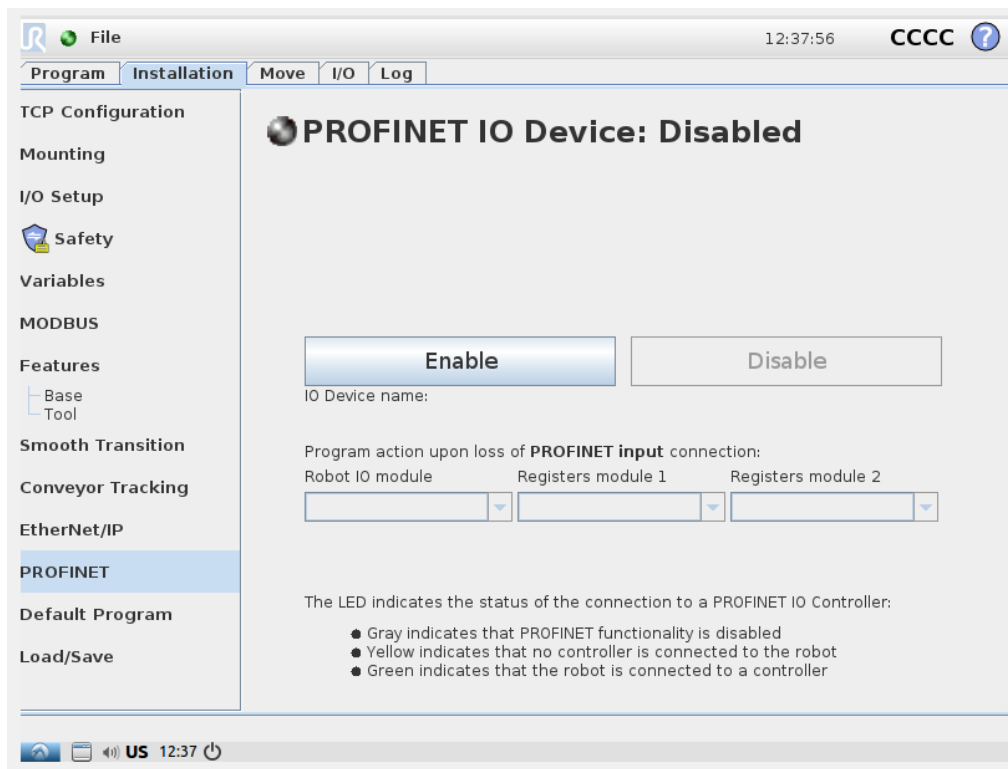 File
12:37:56
CCCC
?
Program Installation Move I/O Log
TCP Configuration
Mounting
I/O Setup
Safety
Variables
MODBUS
Features
Base
Tool
Smooth Transition
Conveyor Tracking
EtherNet/IP
PROFINET
Default Program
Load/Save
PROFINET IO Device: Disabled
Enable Disable
IO Device name:
Program action upon loss of PROFINET input connection:
Robot IO module Registers module 1 Registers module 2
The LED indicates the status of the connection to a PROFINET IO Controller:
Gray indicates that PROFINET functionality is disabled
Yellow indicates that no controller is connected to the robot
Green indicates that the robot is connected to a controller
US 12:37